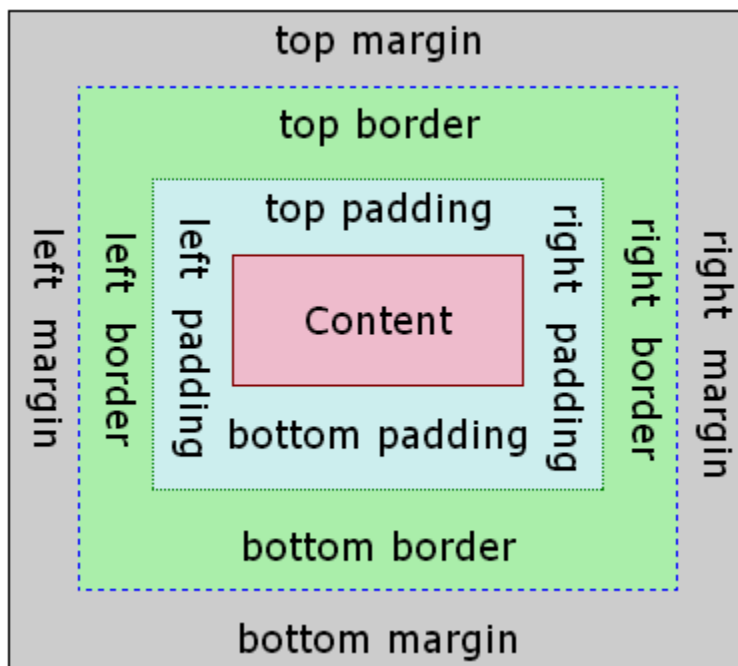 top margin
top border
top padding
left margin
left border
left padding
Content
right padding
right border
right margin
bottom padding
bottom border
bottom margin